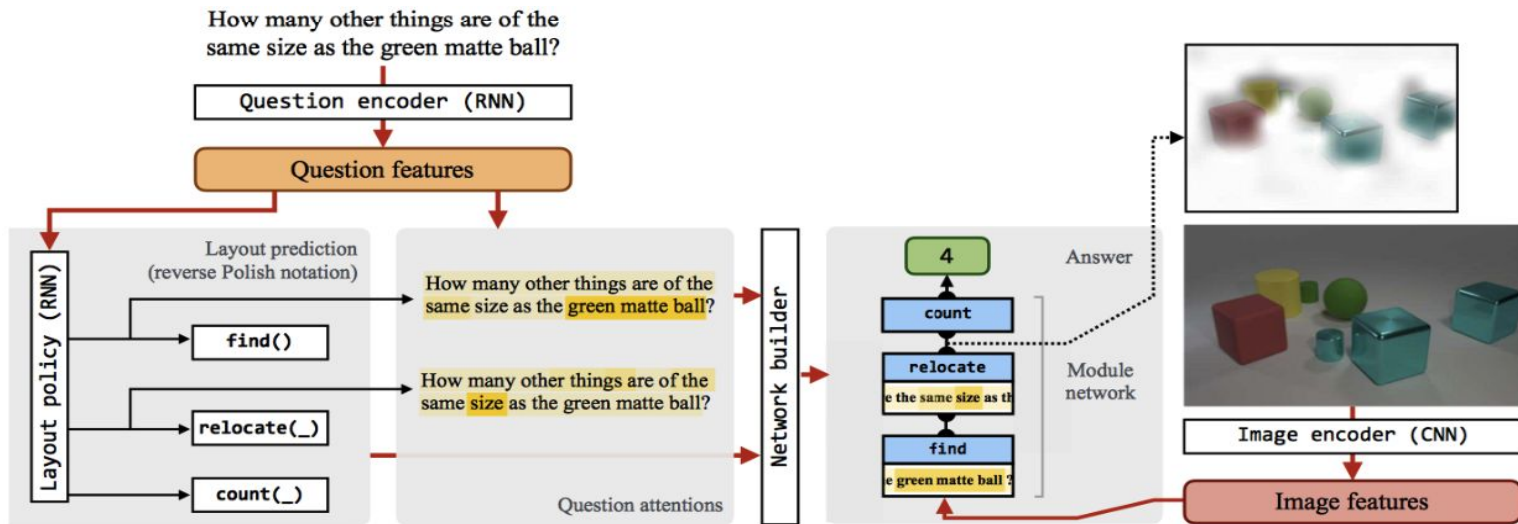 How many other things are of the
same size as the green matte ball?
Question encoder (RNN)
Question features
Layout policy (RNN)
Layout prediction
(reverse Polish notation)
find()
relocate(_)
count(_)
How many other things are of the
same size as the green matte ball?
How many other things are of the
same size as the green matte ball?
Question attentions
Network builder
4
Answer
count
relocate
e the same size as th
find
e green matte ball ?
Module
network
Image encoder (CNN)
Image features